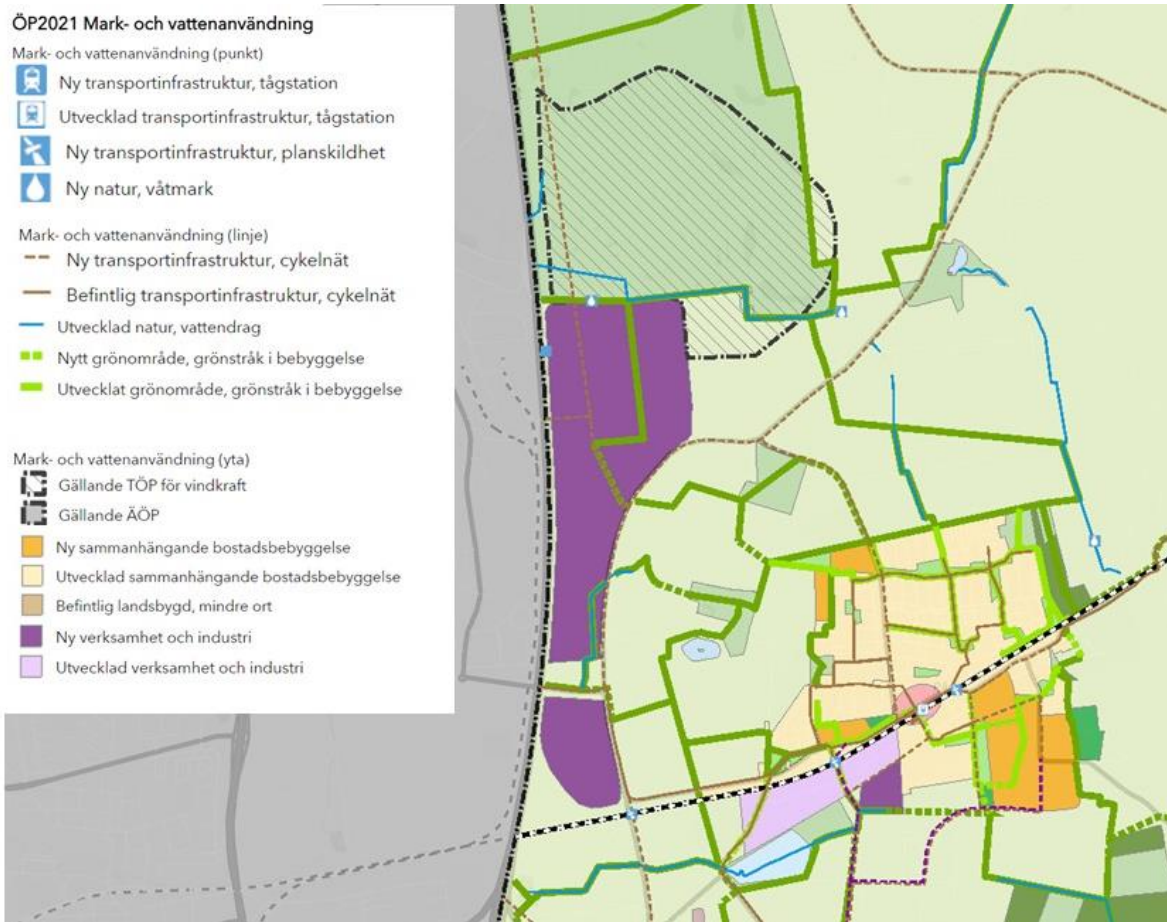 ÖP2021 Mark- och vattenanvändning
Mark- och vattenanvändning (punkt)
Ny transportinfrastruktur, tågstation
Utvecklad transportinfrastruktur, tågstation
Ny transportinfrastruktur, planskildhet
Ny natur, våtmark
Mark- och vattenanvändning (linje)
Ny transportinfrastruktur, cykelnät
Befintlig transportinfrastruktur, cykelnät
Utvecklad natur, vattendrag
Nytt grönområde, grönstråk i bebyggelse
Utvecklat grönområde, grönstråk i bebyggelse
Mark- och vattenanvändning (yta)
Gällande TÖP för vindkraft
Gällande ÄÖP
Ny sammanhängande bostadsbebyggelse
Utvecklad sammanhängande bostadsbebyggelse
Befintlig landsbygd, mindre ort
Ny verksamhet och industri
Utvecklad verksamhet och industri